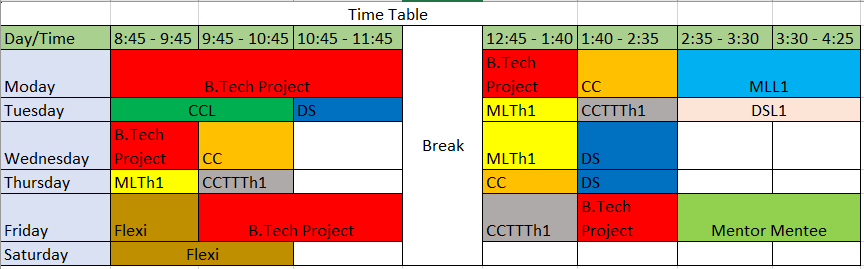 Time Table
Day/Time 8:45 - 9:45 9:45 - 10:45 10:45 - 11:45 12:45 - 1:40 1:40 - 2:35 2:35 - 3:30 3:30 - 4:25
Moday B.Tech Project B.Tech Project CC MLL1
Tuesday CCL DS MLTh1 CCTTTh1 DSL1
Break
Wednesday B.Tech Project CC MLTh1 DS
Thursday MLTh1 CCTTTh1 CC DS
Friday Flexi B.Tech Project CCTTTh1 B.Tech Project Mentor Mentee
Saturday Flexi